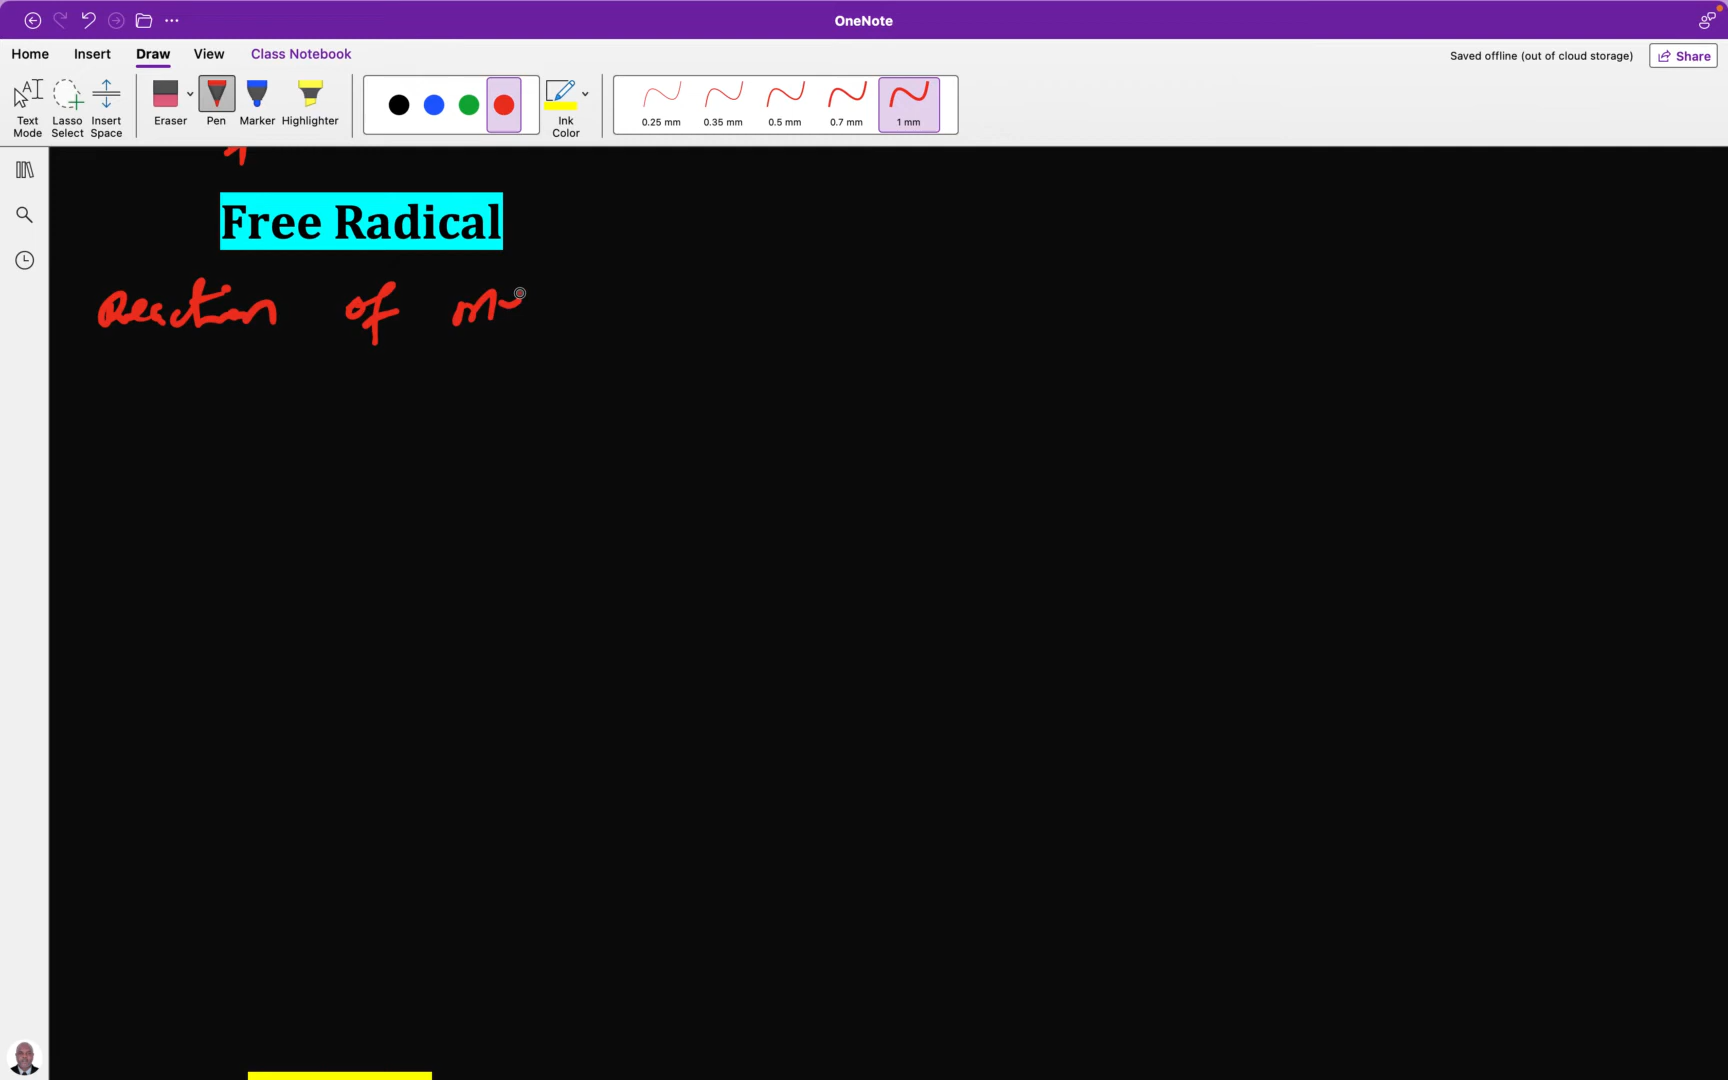 OneNote
Home Insert Draw View Class Notebook
Saved offline (out of cloud storage) Share
Text Mode
Lasso Select
Insert Space
Eraser Pen Marker Highlighter
Ink Color
0.25 mm 0.35 mm 0.5 mm 0.7 mm 1 mm
Free Radical
Reaction of